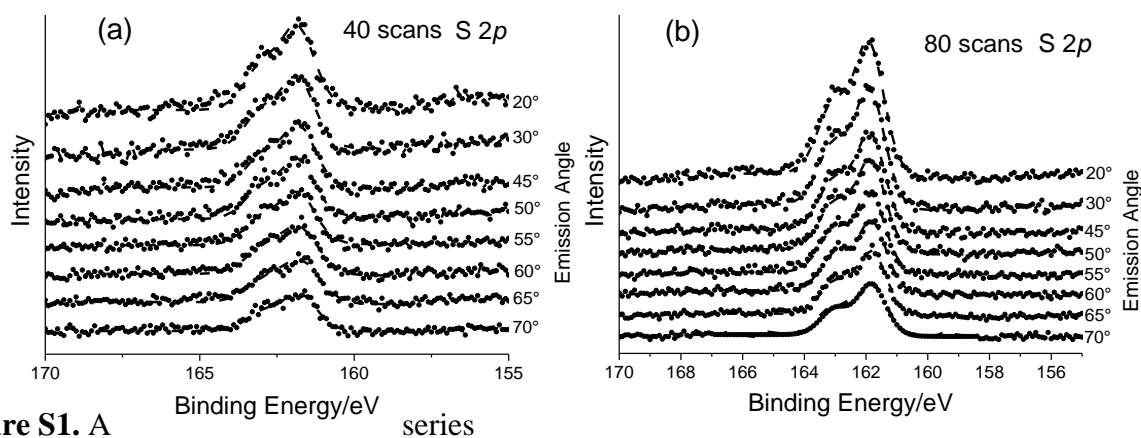 (a) 40 scans S 2p
Intensity
20°
30°
45°
50°
55°
60°
65°
70°
Emission Angle
170 165 160 155
Binding Energy/eV
(b) 80 scans S 2p
Intensity
20°
30°
45°
50°
55°
60°
65°
70°
Emission Angle
170 168 166 164 162 160 158 156
Binding Energy/eV
re S1. A series